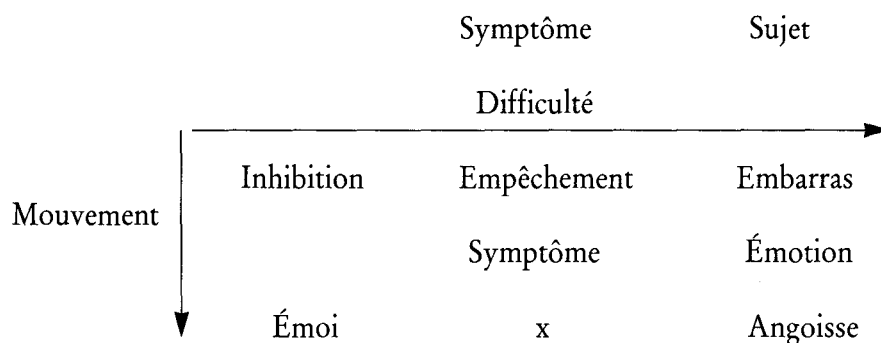 Symptôme Sujet
Difficulté
Inhibition Empêchement Embarras
Mouvement
Symptôme Émotion
Émoi x Angoisse